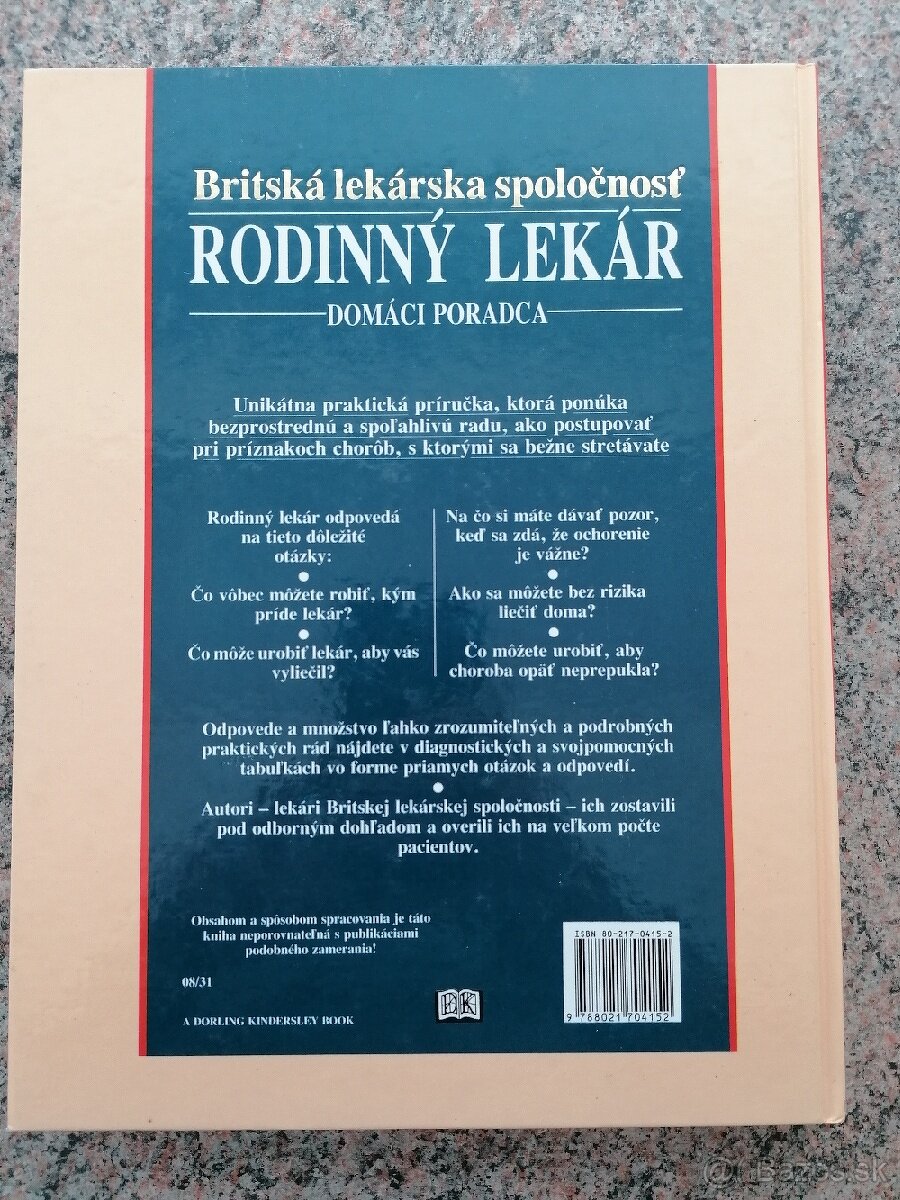 Britská lekárska spoločnosť
RODINNÝ LEKÁR
DOMÁCI PORADCA
Unikátna praktická príručka, ktorá ponúka
bezprostrednú a spoľahlivú radu, ako postupovať
pri príznakoch chorôb, s ktorými sa bežne stretávate
Rodinný lekár odpovedá
na tieto dôležité
otázky:
Čo vôbec môžete robiť, kým
príde lekár?
Čo môže urobiť lekár, aby vás
vyliečil?
Na čo si máte dávať pozor,
keď sa zdá, že ochorenie
je vážne?
Ako sa môžete bez rizika
liečiť doma?
Čo môžete urobiť, aby
choroba opäť neprepukla?
Odpovede a množstvo ľahko zrozumiteľných a podrobných
praktických rád nájdete v diagnostických a svojpomocných
tabuľkách vo forme priamych otázok a odpovedí.
Autori – lekári Britskej lekárskej spoločnosti – ich zostavili
pod odborným dohľadom a overili ich na veľkom počte
pacientov.
Obsahom a spôsobom spracovania je táto
kniha neporovnateľná s publikáciami
podobného zamerania!
08/31
A DORLING KINDERSLEY BOOK
DK
ISBN 80-217-0415-2
9 788021 704152
Bazos.sk